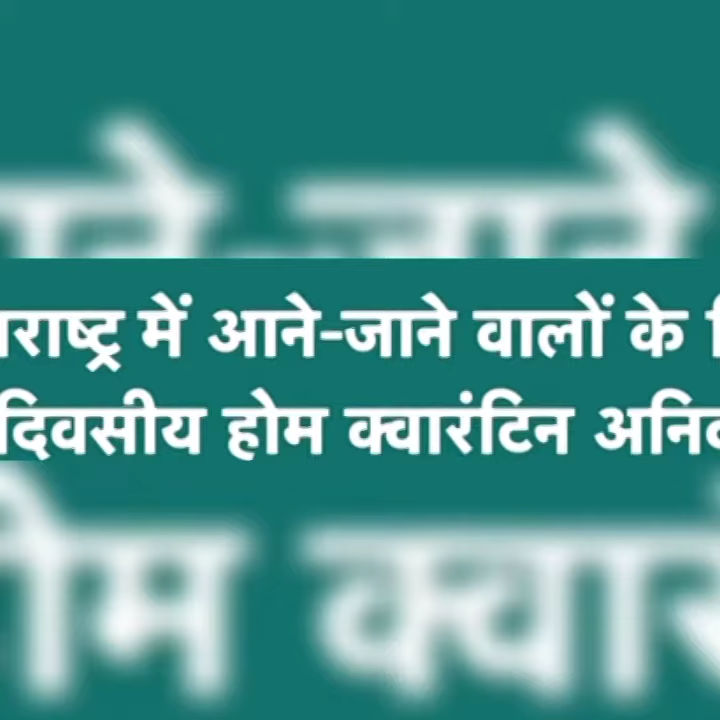 राष्ट्र में आने-जाने वालों के
दिवसीय होम क्वारंटिन